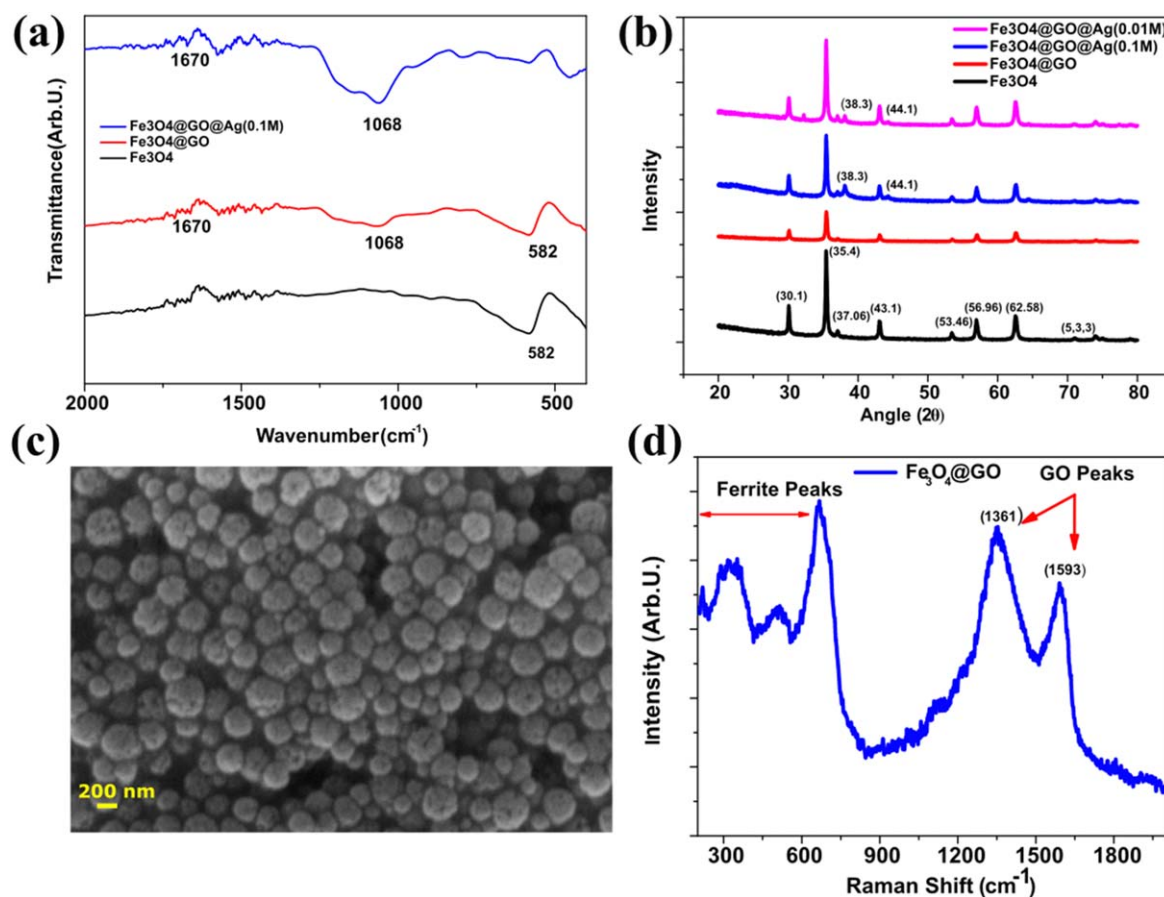 (a)
1670
1068
Fe3O4@GO@Ag(0.1M)
Fe3O4@GO
Fe3O4
1670
1068
582
582
Transmittance(Arb.U.)
2000
1500
1000
500
Wavenumber(cm-1)
(b)
Fe3O4@GO@Ag(0.01M)
Fe3O4@GO@Ag(0.1M)
Fe3O4@GO
Fe3O4
(38.3)
(44.1)
(38.3)
(44.1)
(35.4)
(30.1)
(37.06)
(43.1)
(53.46)
(56.96)
(62.58)
(5,3,3)
Intensity
20
30
40
50
60
70
80
Angle (2θ)
(c)
200 nm
(d)
Fe3O4@GO
Ferrite Peaks
GO Peaks
(1361)
(1593)
Intensity (Arb.U.)
300
600
900
1200
1500
1800
Raman Shift (cm-1)